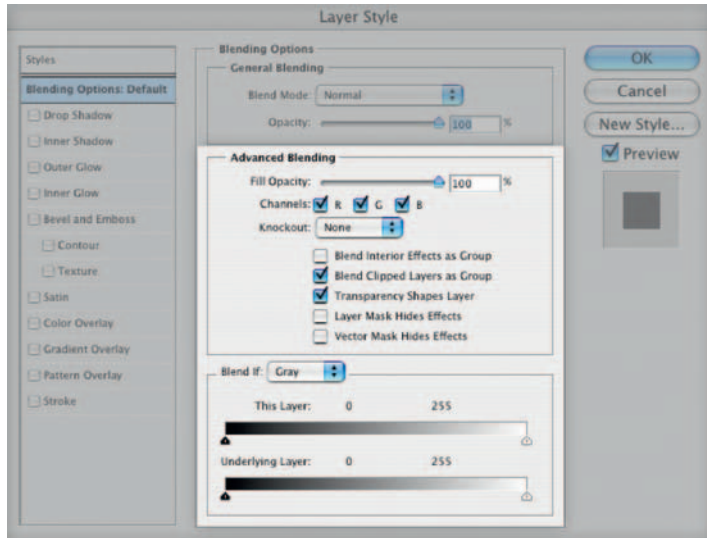 Layer Style
Styles
Blending Options: Default
Drop Shadow
Inner Shadow
Outer Glow
Inner Glow
Bevel and Emboss
Contour
Texture
Satin
Color Overlay
Gradient Overlay
Pattern Overlay
Stroke
Blending Options
General Blending
Blend Mode: Normal
Opacity: 100 %
Advanced Blending
Fill Opacity: 100 %
Channels: R G B
Knockout: None
Blend Interior Effects as Group
Blend Clipped Layers as Group
Transparency Shapes Layer
Layer Mask Hides Effects
Vector Mask Hides Effects
Blend If: Gray
This Layer: 0 255
Underlying Layer: 0 255
OK
Cancel
New Style...
Preview